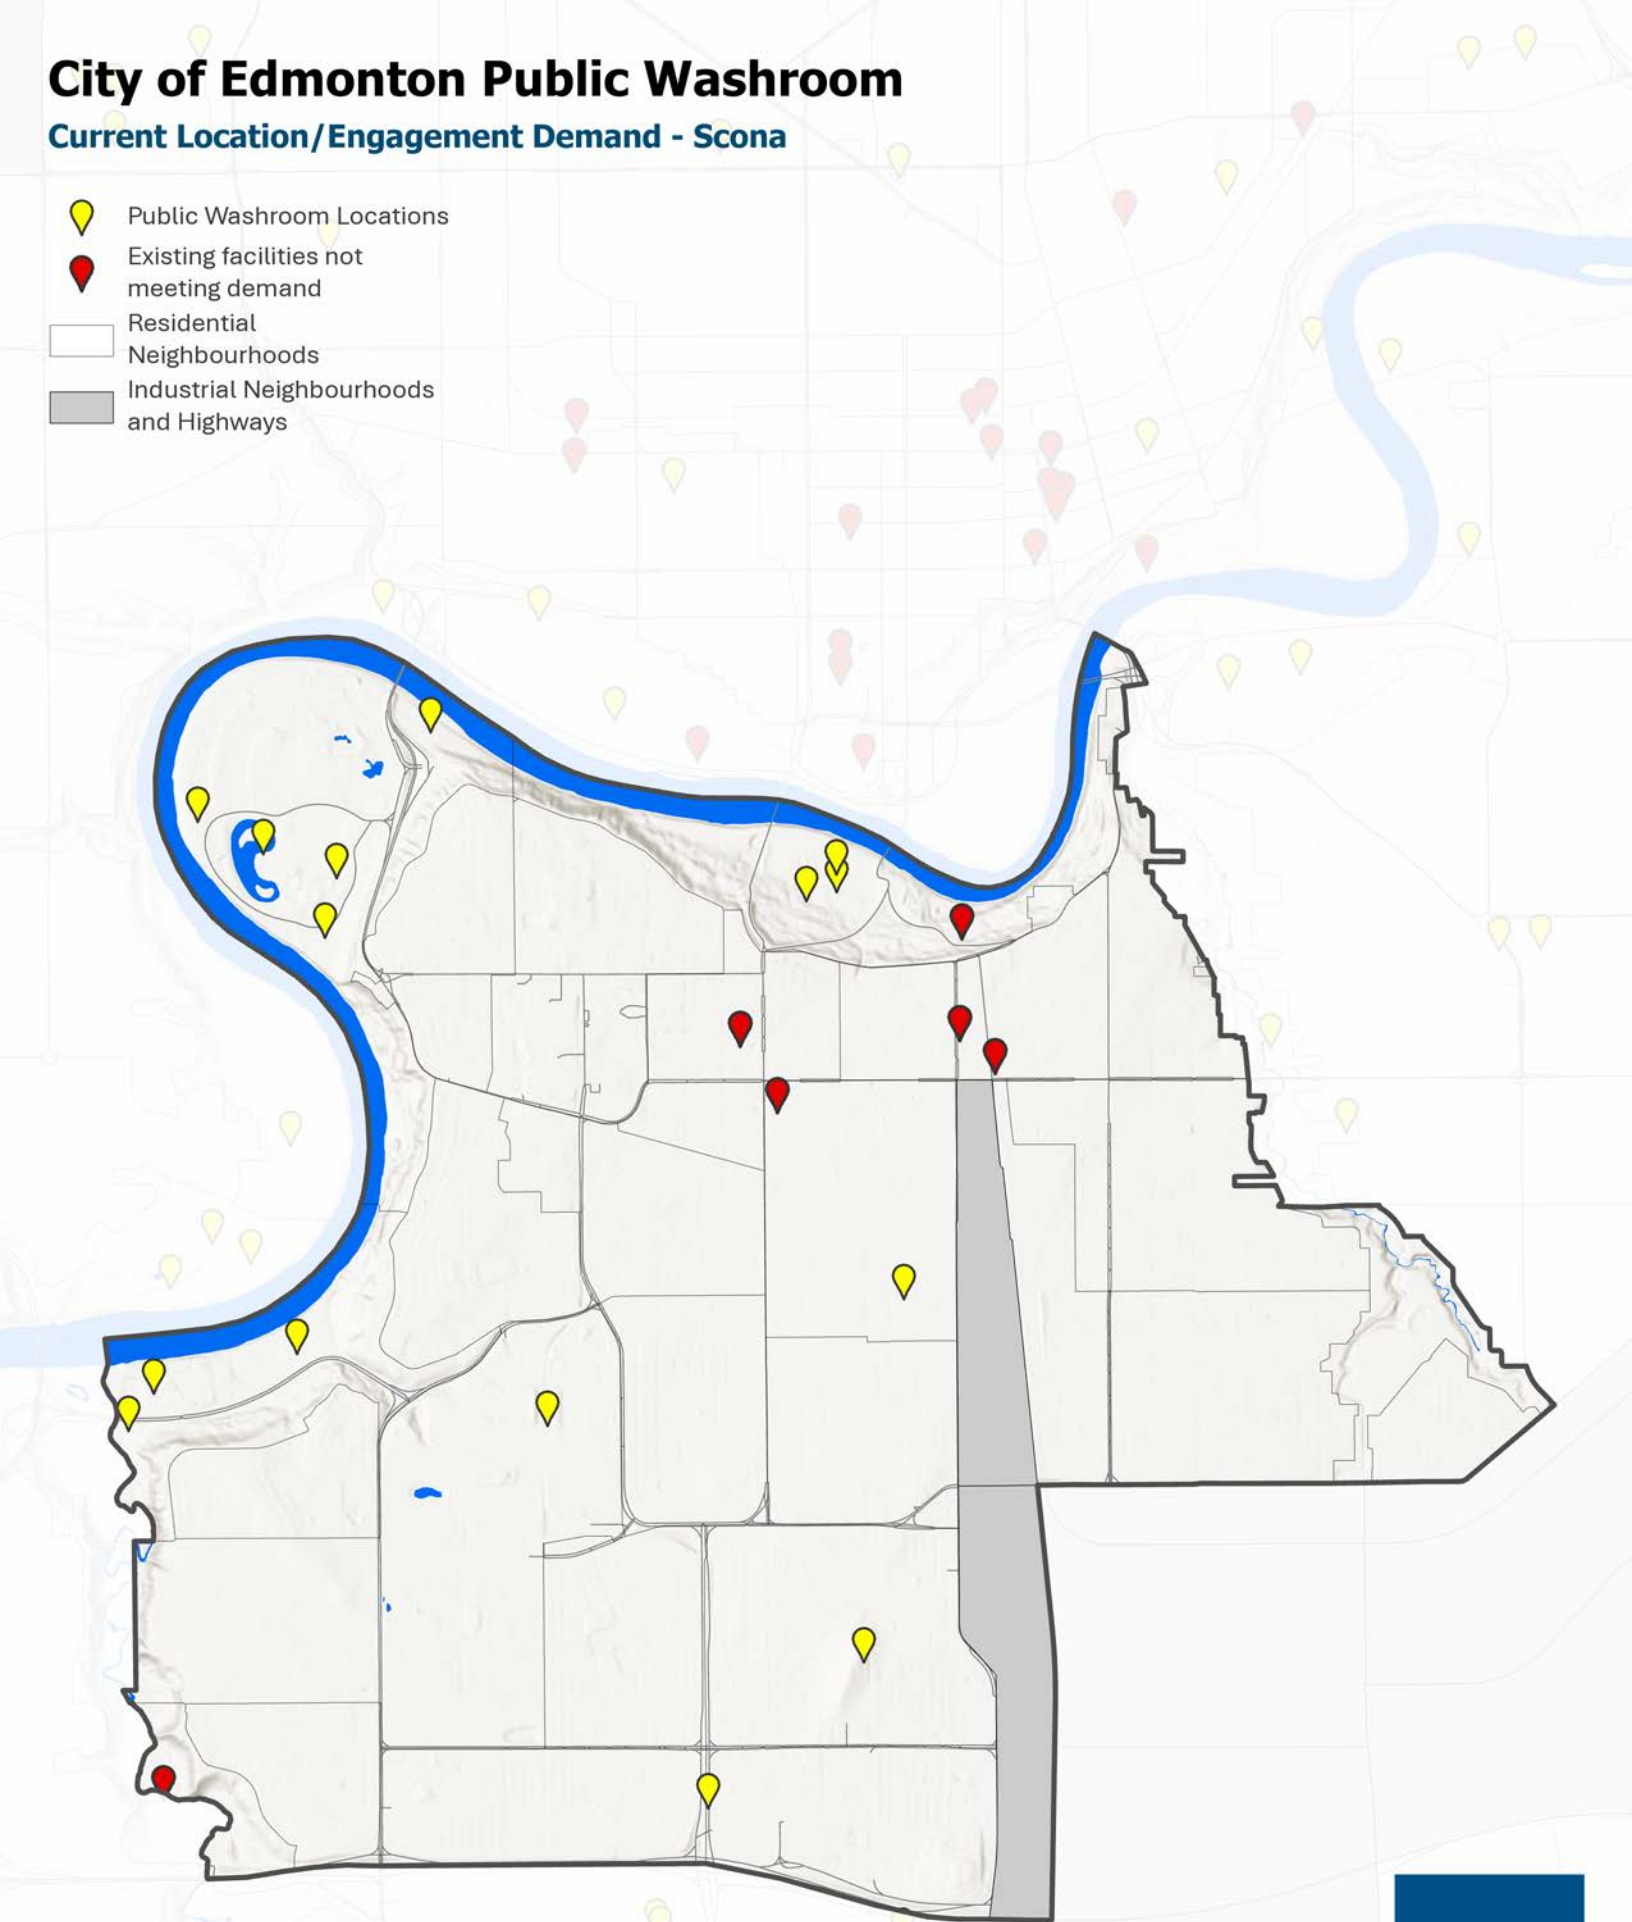 City of Edmonton Public Washroom
Current Location/Engagement Demand - Scona
Public Washroom Locations
Existing facilities not
meeting demand
Residential
Neighbourhoods
Industrial Neighbourhoods
and Highways